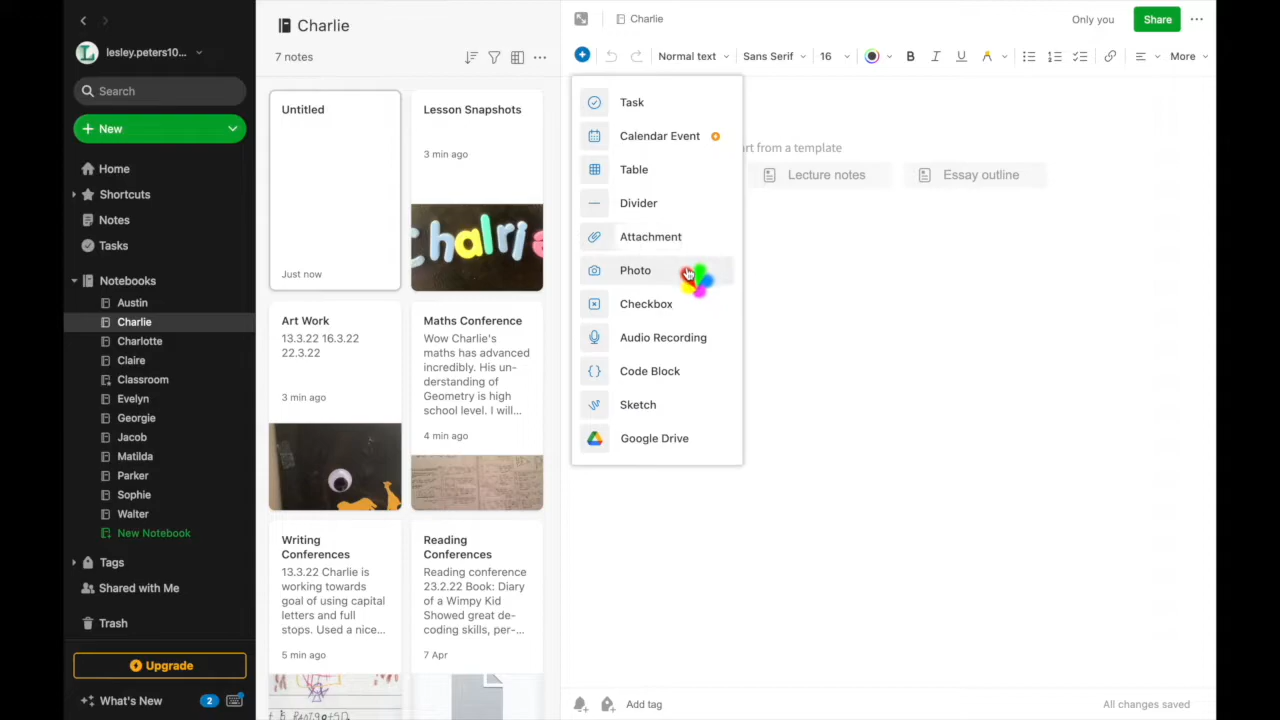 lesley.peters10...
Search
New
Home
Shortcuts
Notes
Tasks
Notebooks
Austin
Charlie
Charlotte
Claire
Classroom
Evelyn
Georgie
Jacob
Matilda
Parker
Sophie
Walter
New Notebook
Tags
Shared with Me
Trash
Upgrade
What's New
2
Charlie
7 notes
Untitled
Just now
Lesson Snapshots
3 min ago
Chalrie
Art Work
13.3.22 16.3.22
22.3.22
3 min ago
Maths Conference
Wow Charlie's
maths has advanced
incredibly. His un-
derstanding of
Geometry is high
school level. I will...
4 min ago
Writing
Conferences
13.3.22 Charlie is
working towards
goal of using capital
letters and full
stops. Used a nice...
5 min ago
Reading
Conferences
Reading conference
23.2.22 Book: Diary
of a Wimpy Kid
Showed great de-
coding skills, per-...
7 Apr
Charlie
Only you
Share
Normal text
Sans Serif
16
B
I
U
A
More
Task
Calendar Event
Table
Divider
Attachment
Photo
Checkbox
Audio Recording
Code Block
Sketch
Google Drive
art from a template
Lecture notes
Essay outline
Add tag
All changes saved